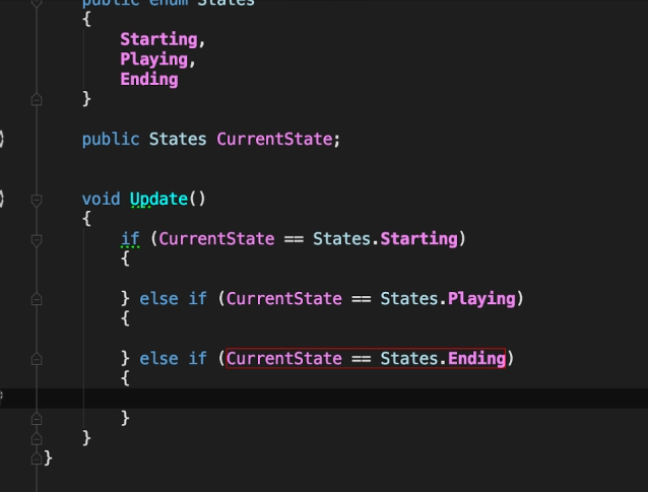 public enum States
{
Starting,
Playing,
Ending
}
public States CurrentState;
void Update()
{
if (CurrentState == States.Starting)
{
} else if (CurrentState == States.Playing)
{
} else if (CurrentState == States.Ending)
{
}
}
}